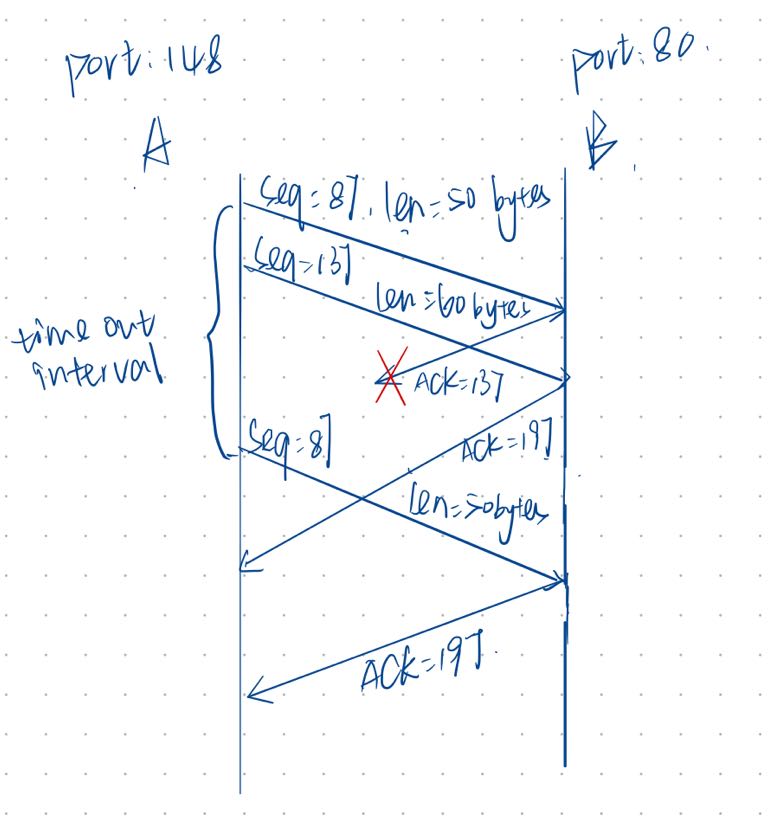 port: 148
port: 80.
A
B
Seq = 87, len = 50 bytes
Seq = 137
len = 60 bytes
time out
interval
ACK = 137
Seq = 87
ACK = 197
len = 50 bytes
ACK = 197.